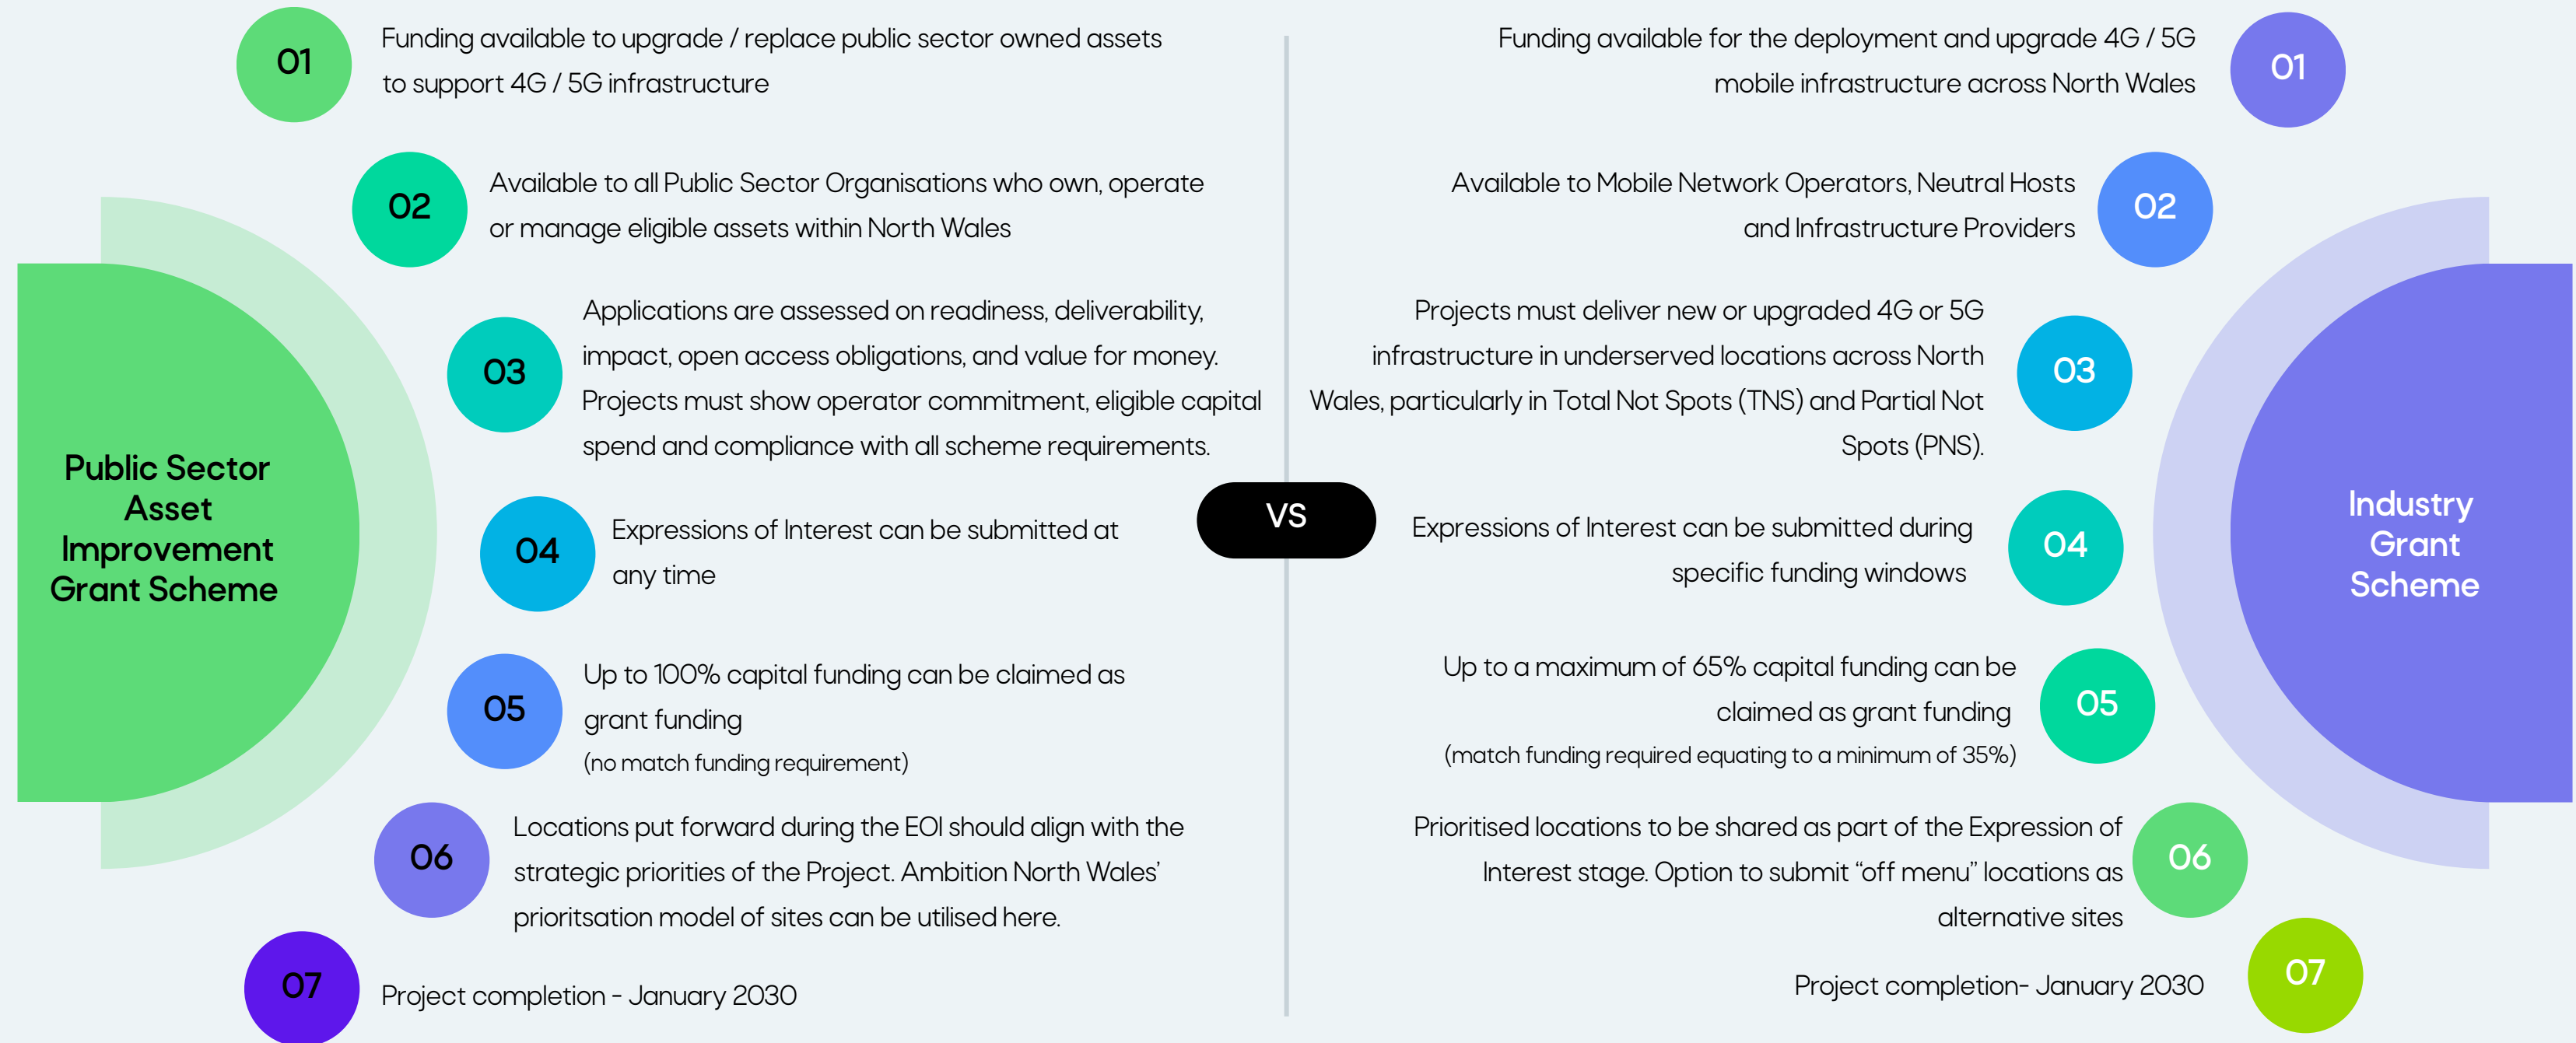 Public Sector
Asset
Improvement
Grant Scheme
01
Funding available to upgrade / replace public sector owned assets
to support 4G / 5G infrastructure
02
Available to all Public Sector Organisations who own, operate
or manage eligible assets within North Wales
03
Applications are assessed on readiness, deliverability,
impact, open access obligations, and value for money.
Projects must show operator commitment, eligible capital
spend and compliance with all scheme requirements.
04
Expressions of Interest can be submitted at
any time
05
Up to 100% capital funding can be claimed as
grant funding
(no match funding requirement)
06
Locations put forward during the EOI should align with the
strategic priorities of the Project. Ambition North Wales’
prioritsation model of sites can be utilised here.
07
Project completion - January 2030
VS
Industry
Grant
Scheme
Funding available for the deployment and upgrade 4G / 5G
mobile infrastructure across North Wales
01
Available to Mobile Network Operators, Neutral Hosts
and Infrastructure Providers
02
Projects must deliver new or upgraded 4G or 5G
infrastructure in underserved locations across North
Wales, particularly in Total Not Spots (TNS) and Partial Not
Spots (PNS).
03
Expressions of Interest can be submitted during
specific funding windows
04
Up to a maximum of 65% capital funding can be
claimed as grant funding
(match funding required equating to a minimum of 35%)
05
Prioritised locations to be shared as part of the Expression of
Interest stage. Option to submit “off menu” locations as
alternative sites
06
Project completion- January 2030
07